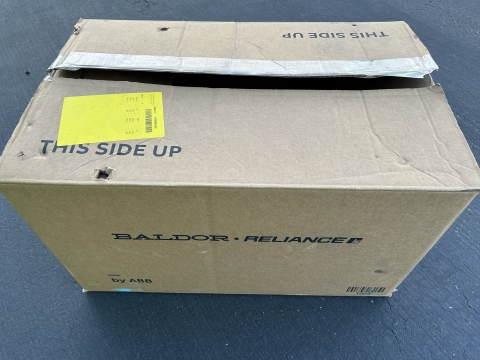 THIS SIDE UP
THIS SIDE UP
BALDOR • RELIANCE
by ABB